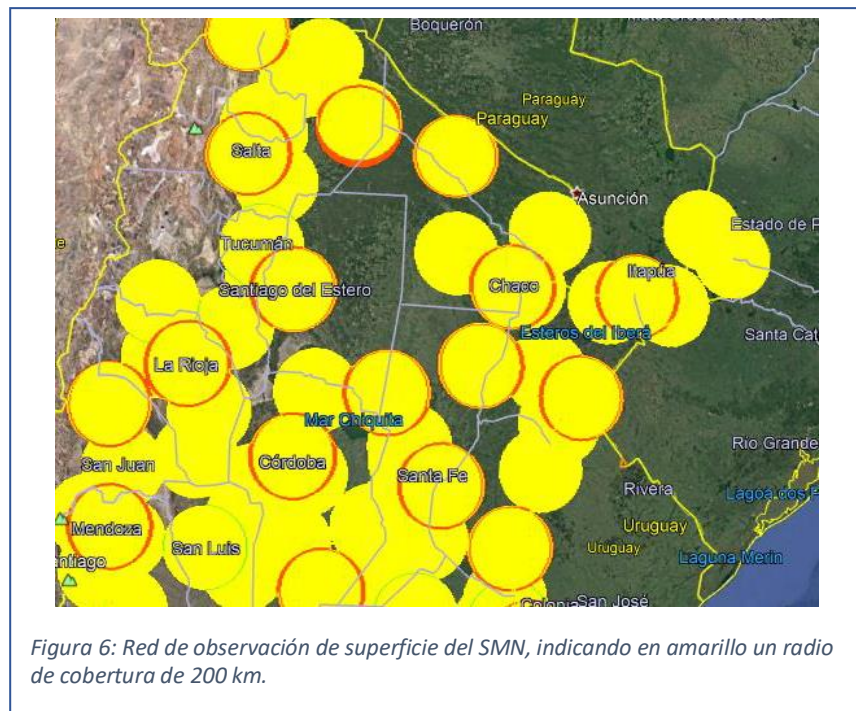 Boquerón
Paraguay
Paraguay
Salta
Asunción
Estado de P
Tucumán
Itapúa
Santiago del Estero
Chaco
Esteros del Iberá
Santa Cat
La Rioja
Mar Chiquita
San Juan
Córdoba
Santa Fe
Rio Grande
Rivera
Lagoa dos P
Mendoza
San Luis
Uruguay
Uruguay
Laguna Merin
ntiago
Colonia
San José
Figura 6: Red de observación de superficie del SMN, indicando en amarillo un radio
de cobertura de 200 km.